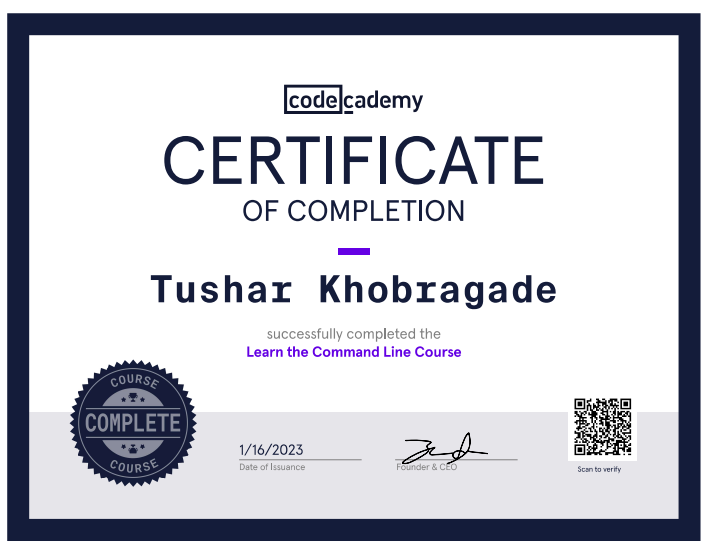 codecademy
CERTIFICATE
OF COMPLETION
Tushar Khobragade
successfully completed the
Learn the Command Line Course
COURSE
COMPLETE
COURSE
1/16/2023
Date of Issuance
Founder & CEO
Scan to verify